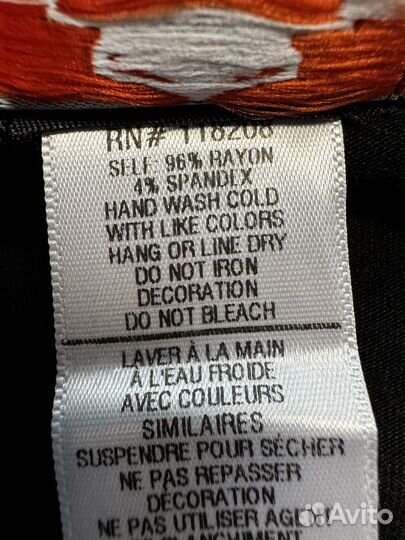 RN# 118208
SELF: 96% RAYON
4% SPANDEX
HAND WASH COLD
WITH LIKE COLORS
HANG OR LINE DRY
DO NOT IRON
DECORATION
DO NOT BLEACH
LAVER À LA MAIN
À L'EAU FROIDE
AVEC COULEURS
SIMILAIRES
SUSPENDRE POUR SÉCHER
NE PAS REPASSER
DÉCORATION
NE PAS UTILISER AGENT
BLANCHIMENT
Avito